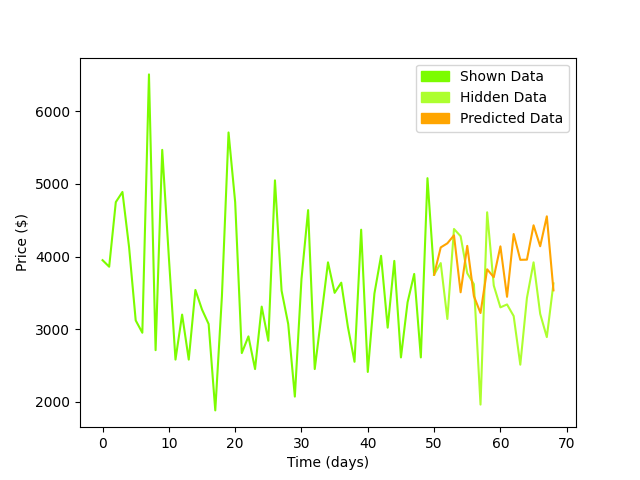 Shown Data
Hidden Data
Predicted Data
6000
5000
4000
3000
2000
Price ($)
0 10 20 30 40 50 60 70
Time (days)